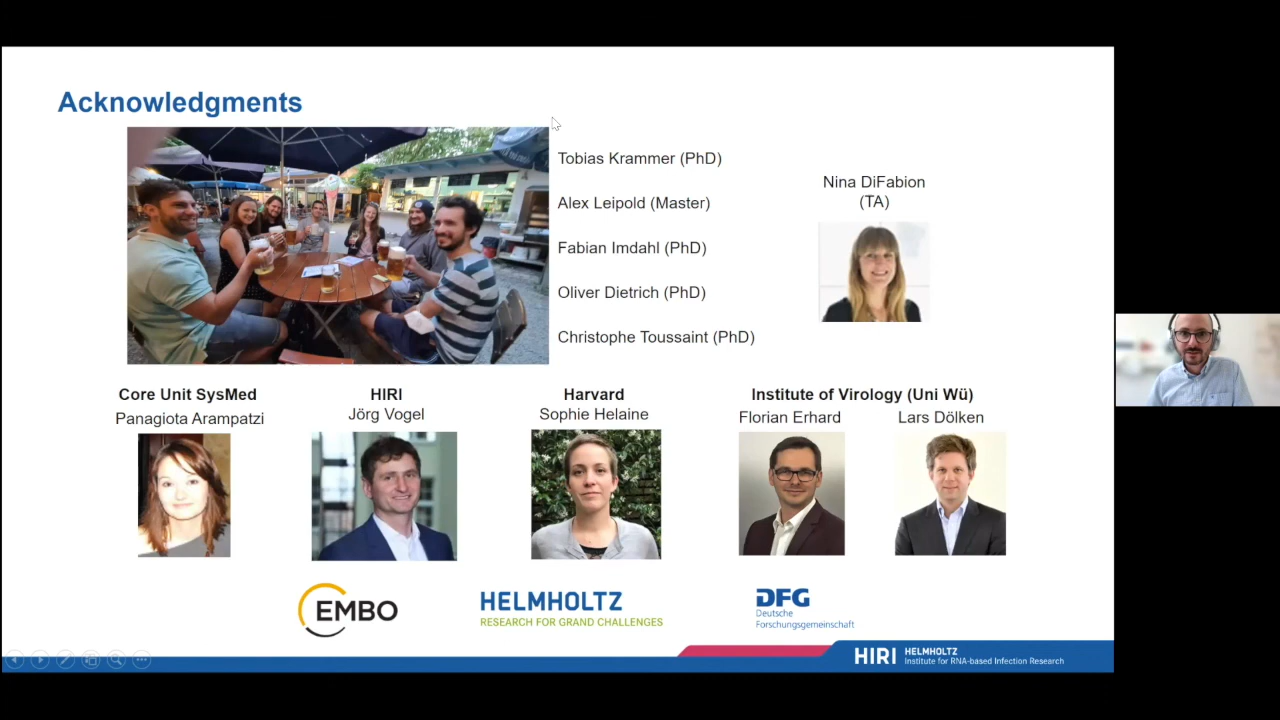 Acknowledgments
Tobias Krammer (PhD)
Alex Leipold (Master)
Fabian Imdahl (PhD)
Oliver Dietrich (PhD)
Christophe Toussaint (PhD)
Nina DiFabion
(TA)
Core Unit SysMed
Panagiota Arampatzi
HIRI
Jörg Vogel
Harvard
Sophie Helaine
Institute of Virology (Uni Wü)
Florian Erhard
Lars Dölken
EMBO
HELMHOLTZ
RESEARCH FOR GRAND CHALLENGES
DFG
Deutsche
Forschungsgemeinschaft
HIRI
HELMHOLTZ
Institute for RNA-based Infection Research